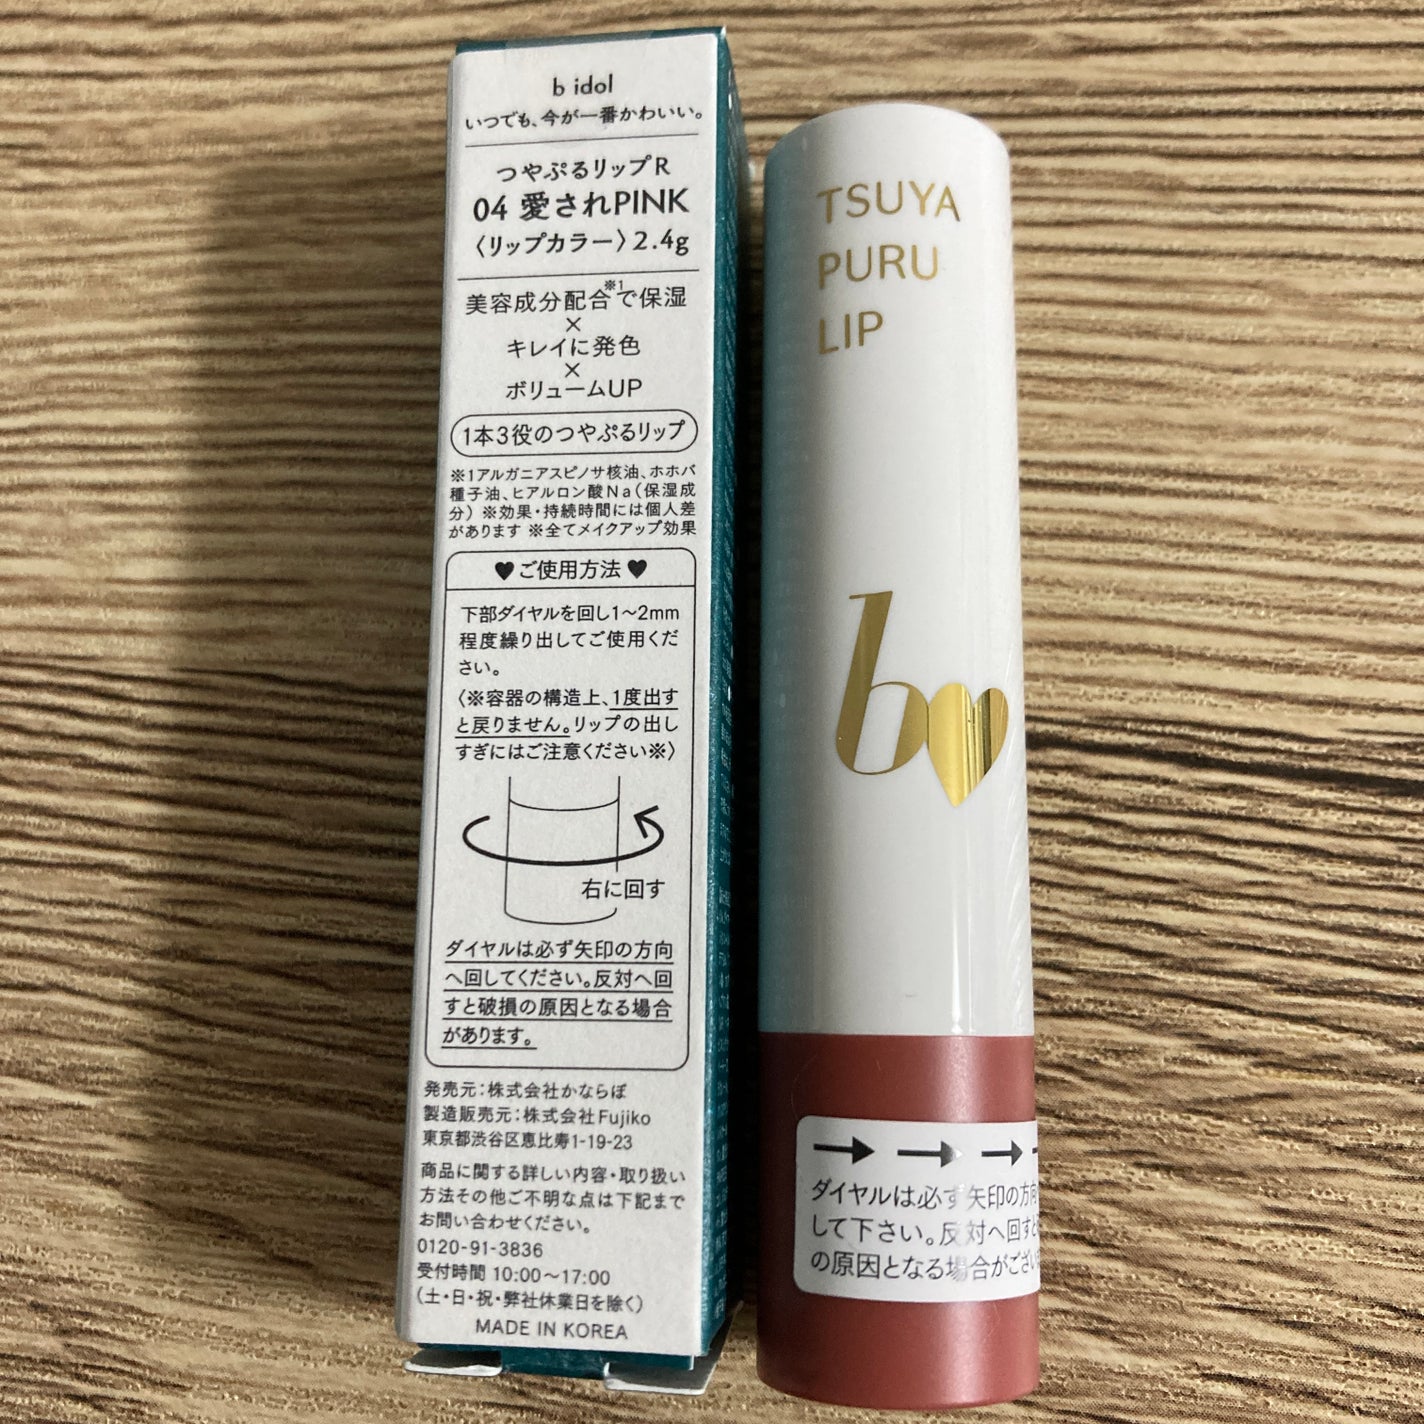 b idol
いつでも、今が一番かわいい。
つやぷるリップR
04 愛されPINK
〈リップカラー〉2.4g
美容成分配合※1で保湿
×
キレイに発色
×
ボリュームUP
1本3役のつやぷるリップ
※1アルガニアスピノサ核油、ホホバ
種子油、ヒアルロン酸Na(保湿成
分) ※効果・持続時間には個人差
があります ※全てメイクアップ効果
♥ご使用方法♥
下部ダイヤルを回し1〜2mm
程度繰り出してご使用くだ
さい。
〈※容器の構造上、1度出す
と戻りません。リップの出し
すぎにはご注意ください※〉
右に回す
ダイヤルは必ず矢印の方向
へ回してください。反対へ回
すと破損の原因となる場合
があります。
発売元:株式会社かならぼ
製造販売元:株式会社Fujiko
東京都渋谷区恵比寿1-19-23
商品に関する詳しい内容・取り扱い
方法その他ご不明な点は下記まで
お問い合わせください。
0120-91-3836
受付時間 10:00〜17:00
(土・日・祝・弊社休業日を除く)
MADE IN KOREA
TSUYA
PURU
LIP
b
→ → →
ダイヤルは必ず矢印の方向
して下さい。反対へ回すと
の原因となる場合がござい